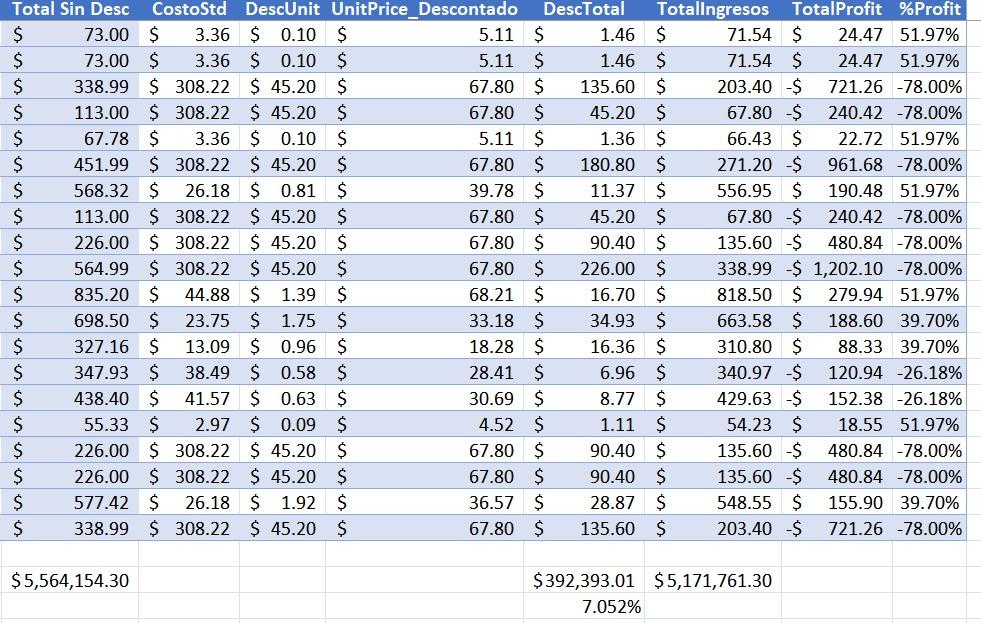 Total Sin Desc CostoStd DescUnit UnitPrice_Descontado DescTotal TotalIngresos TotalProfit %Profit
$ 73.00 $ 3.36 $ 0.10 $ 5.11 $ 1.46 $ 71.54 $ 24.47 51.97%
$ 73.00 $ 3.36 $ 0.10 $ 5.11 $ 1.46 $ 71.54 $ 24.47 51.97%
$ 338.99 $ 308.22 $ 45.20 $ 67.80 $ 135.60 $ 203.40 -$ 721.26 -78.00%
$ 113.00 $ 308.22 $ 45.20 $ 67.80 $ 45.20 $ 67.80 -$ 240.42 -78.00%
$ 67.78 $ 3.36 $ 0.10 $ 5.11 $ 1.36 $ 66.43 $ 22.72 51.97%
$ 451.99 $ 308.22 $ 45.20 $ 67.80 $ 180.80 $ 271.20 -$ 961.68 -78.00%
$ 568.32 $ 26.18 $ 0.81 $ 39.78 $ 11.37 $ 556.95 $ 190.48 51.97%
$ 113.00 $ 308.22 $ 45.20 $ 67.80 $ 45.20 $ 67.80 -$ 240.42 -78.00%
$ 226.00 $ 308.22 $ 45.20 $ 67.80 $ 90.40 $ 135.60 -$ 480.84 -78.00%
$ 564.99 $ 308.22 $ 45.20 $ 67.80 $ 226.00 $ 338.99 -$ 1,202.10 -78.00%
$ 835.20 $ 44.88 $ 1.39 $ 68.21 $ 16.70 $ 818.50 $ 279.94 51.97%
$ 698.50 $ 23.75 $ 1.75 $ 33.18 $ 34.93 $ 663.58 $ 188.60 39.70%
$ 327.16 $ 13.09 $ 0.96 $ 18.28 $ 16.36 $ 310.80 $ 88.33 39.70%
$ 347.93 $ 38.49 $ 0.58 $ 28.41 $ 6.96 $ 340.97 -$ 120.94 -26.18%
$ 438.40 $ 41.57 $ 0.63 $ 30.69 $ 8.77 $ 429.63 -$ 152.38 -26.18%
$ 55.33 $ 2.97 $ 0.09 $ 4.52 $ 1.11 $ 54.23 $ 18.55 51.97%
$ 226.00 $ 308.22 $ 45.20 $ 67.80 $ 90.40 $ 135.60 -$ 480.84 -78.00%
$ 226.00 $ 308.22 $ 45.20 $ 67.80 $ 90.40 $ 135.60 -$ 480.84 -78.00%
$ 577.42 $ 26.18 $ 1.92 $ 36.57 $ 28.87 $ 548.55 $ 155.90 39.70%
$ 338.99 $ 308.22 $ 45.20 $ 67.80 $ 135.60 $ 203.40 -$ 721.26 -78.00%
$5,564,154.30 $392,393.01 $5,171,761.30
7.052%